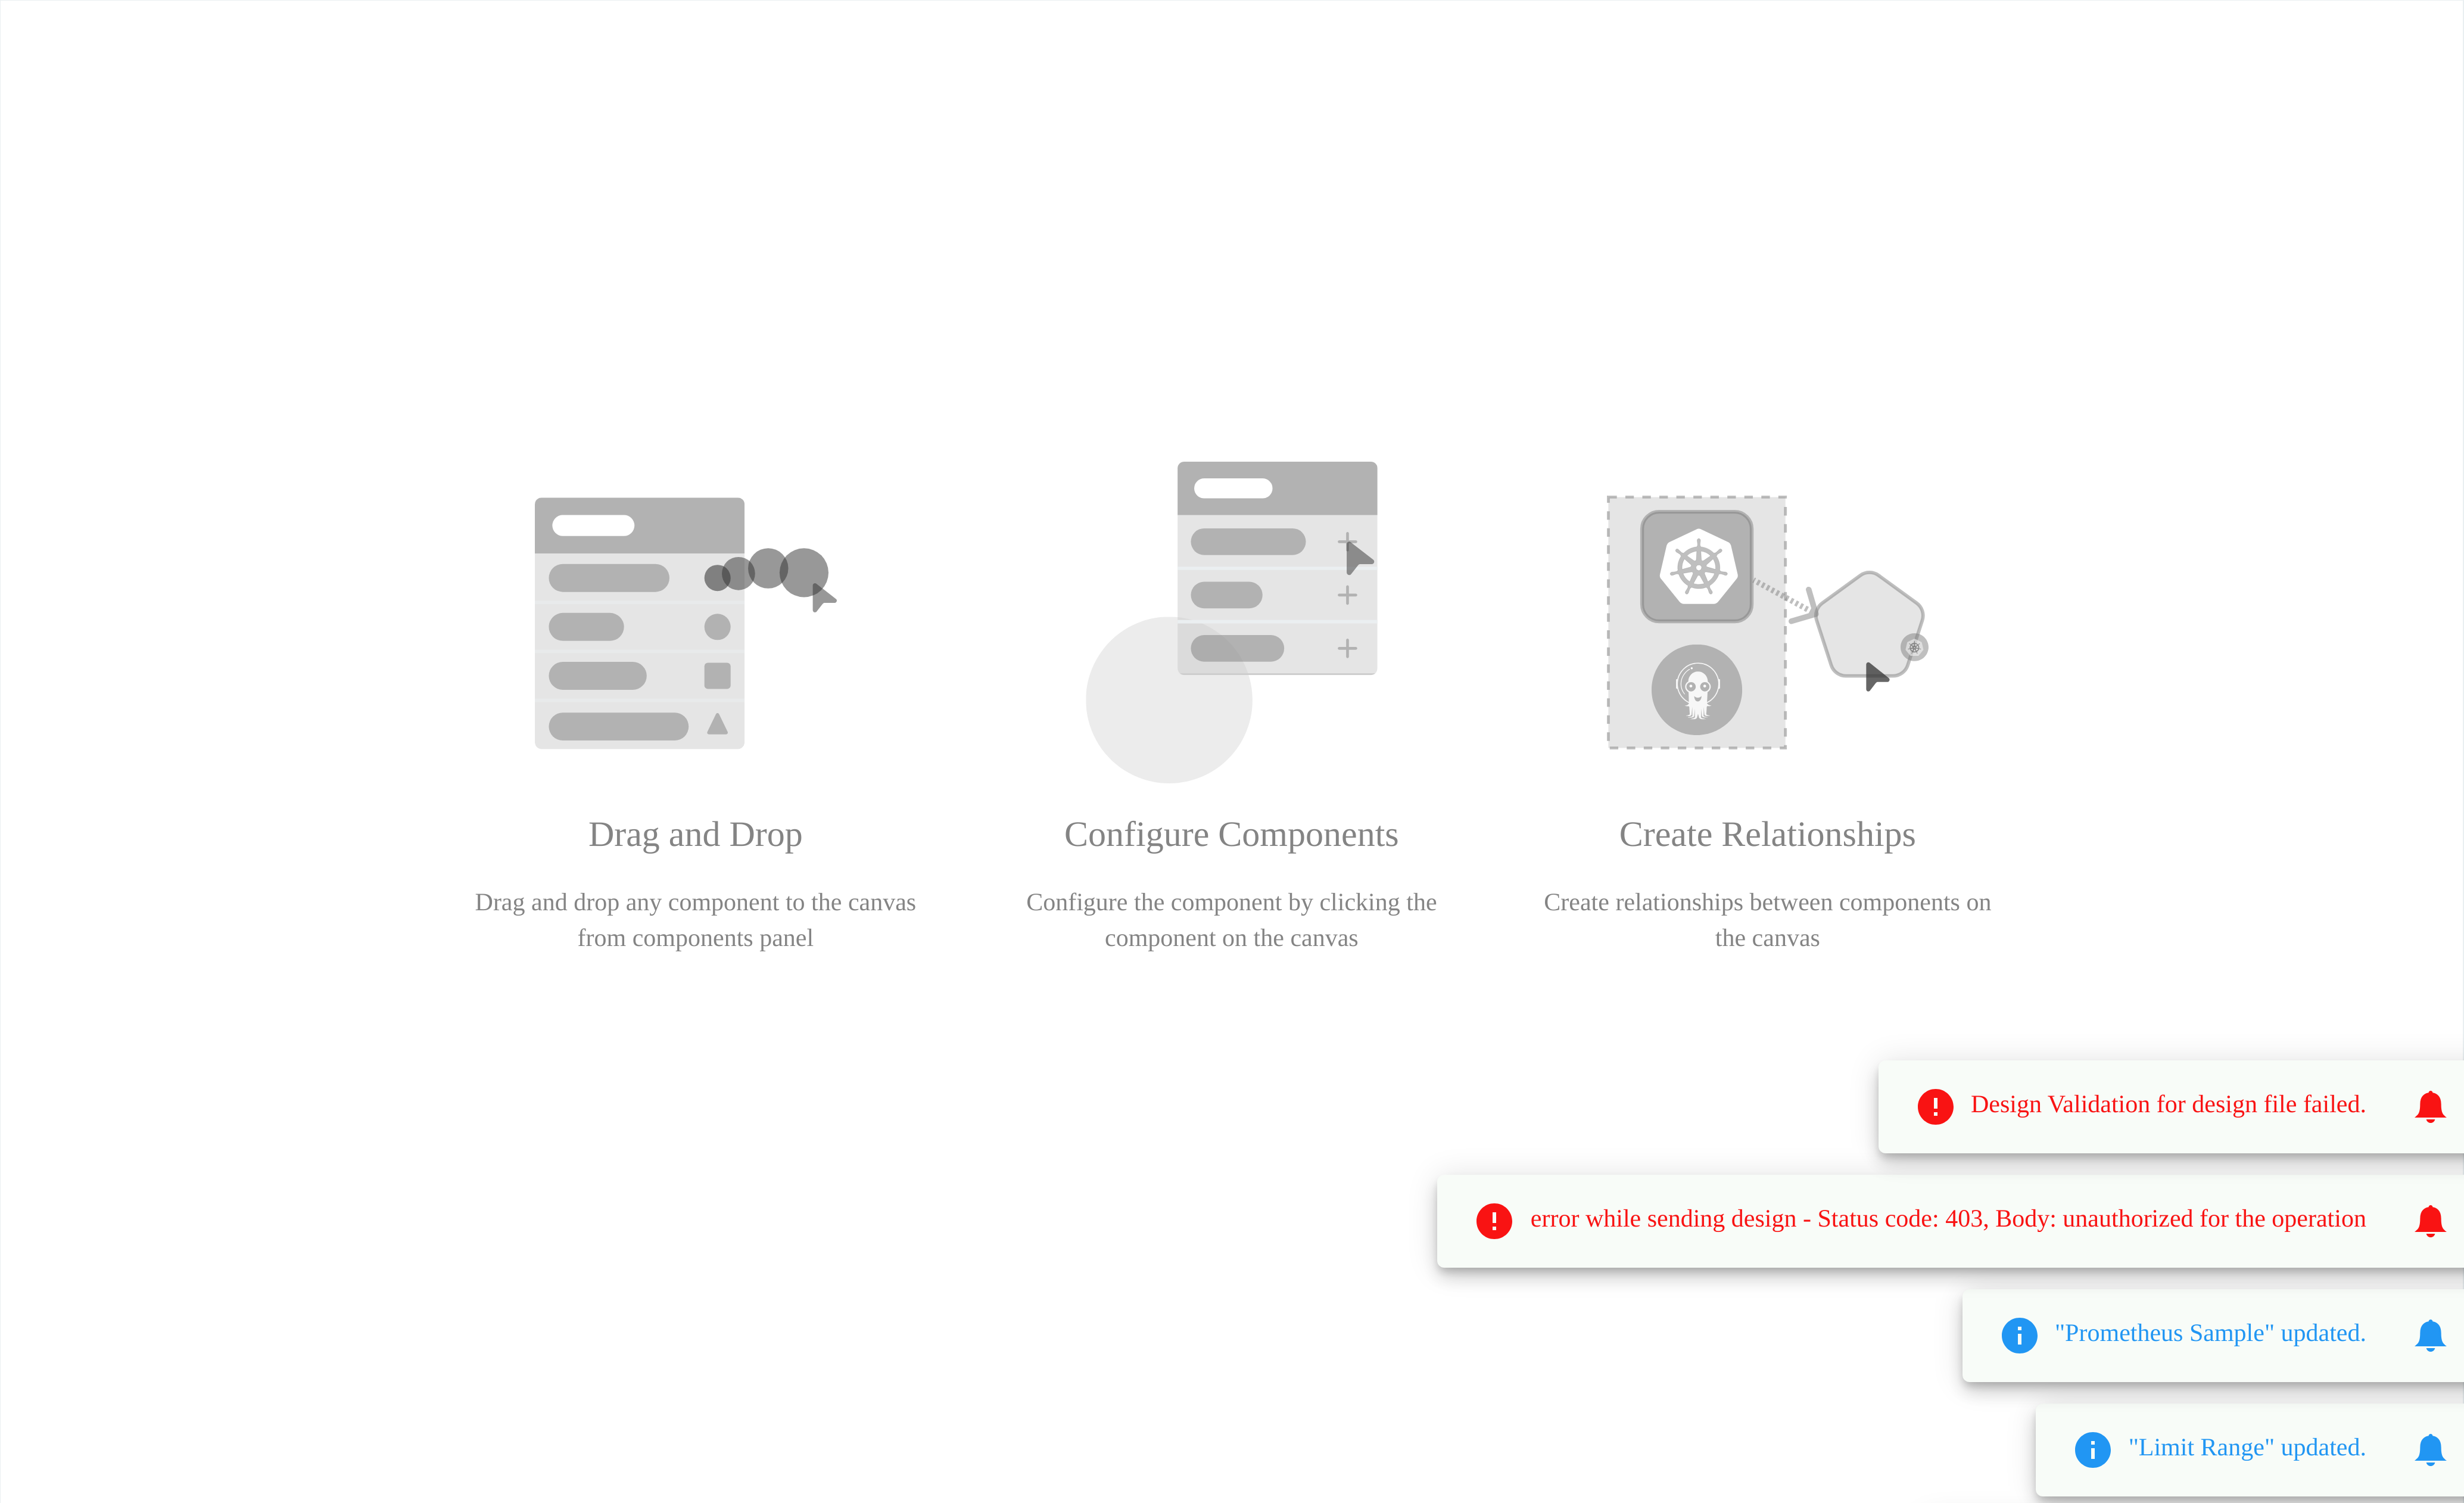 Drag and Drop
Drag and drop any component to the canvas
from components panel
Configure Components
Configure the component by clicking the
component on the canvas
Create Relationships
Create relationships between components on
the canvas
Design Validation for design file failed.
error while sending design - Status code: 403, Body: unauthorized for the operation
"Prometheus Sample" updated.
"Limit Range" updated.